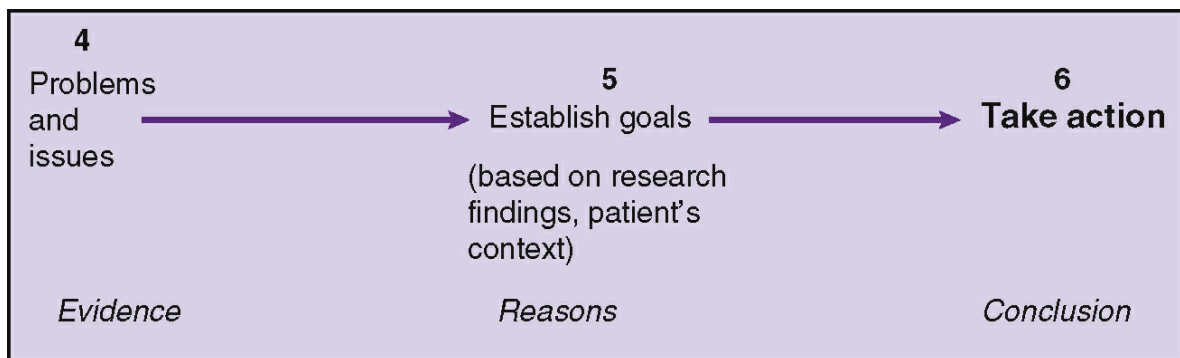 4
Problems
and
issues
5
Establish goals
(based on research
findings, patient's
context)
6
Take action
Evidence
Reasons
Conclusion